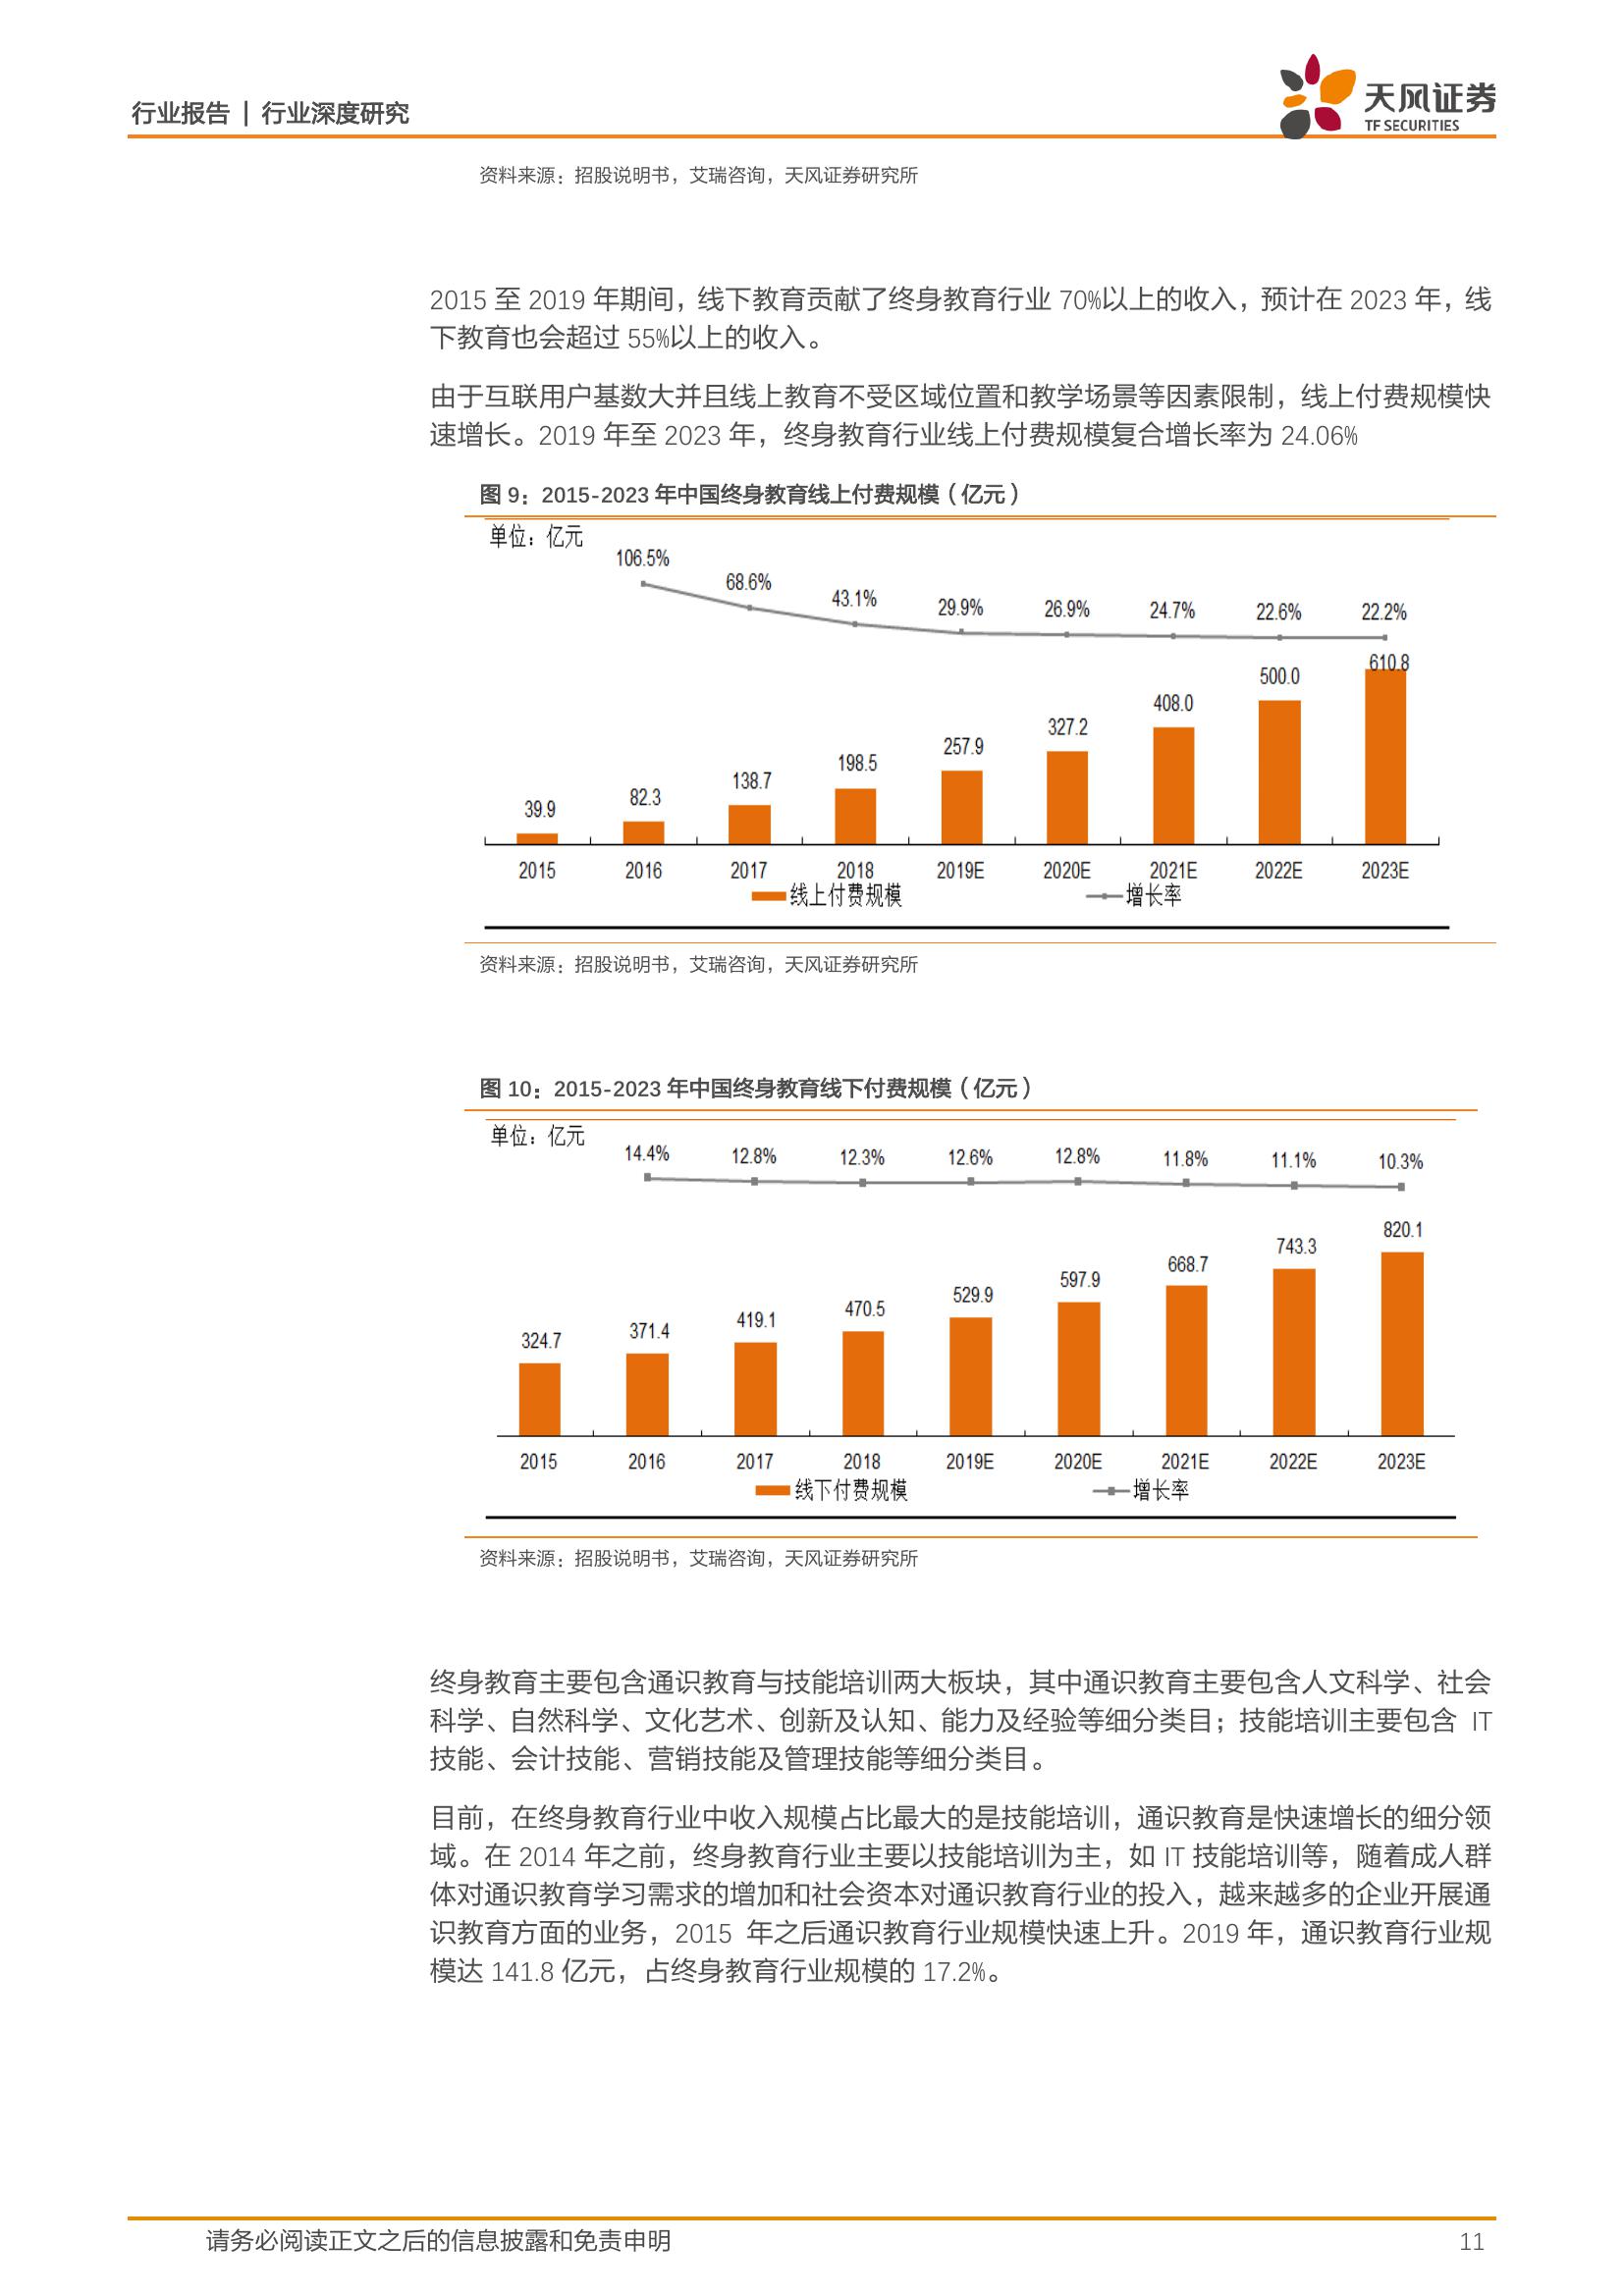 行业报告 | 行业深度研究
天风证券
TF SECURITIES
资料来源：招股说明书，艾瑞咨询，天风证券研究所
2015 至 2019 年期间，线下教育贡献了终身教育行业 70%以上的收入，预计在 2023 年，线
下教育也会超过 55%以上的收入。
由于互联用户基数大并且线上教育不受区域位置和教学场景等因素限制，线上付费规模快
速增长。2019 年至 2023 年，终身教育行业线上付费规模复合增长率为 24.06%
图 9：2015-2023 年中国终身教育线上付费规模（亿元）
单位：亿元
106.5% 68.6% 43.1% 29.9% 26.9% 24.7% 22.6% 22.2%
39.9 82.3 138.7 198.5 257.9 327.2 408.0 500.0 610.8
2015 2016 2017 2018 2019E 2020E 2021E 2022E 2023E
线上付费规模 增长率
资料来源：招股说明书，艾瑞咨询，天风证券研究所
图 10：2015-2023 年中国终身教育线下付费规模（亿元）
单位：亿元
14.4% 12.8% 12.3% 12.6% 12.8% 11.8% 11.1% 10.3%
324.7 371.4 419.1 470.5 529.9 597.9 668.7 743.3 820.1
2015 2016 2017 2018 2019E 2020E 2021E 2022E 2023E
线下付费规模 增长率
资料来源：招股说明书，艾瑞咨询，天风证券研究所
终身教育主要包含通识教育与技能培训两大板块，其中通识教育主要包含人文科学、社会
科学、自然科学、文化艺术、创新及认知、能力及经验等细分类目；技能培训主要包含 IT
技能、会计技能、营销技能及管理技能等细分类目。
目前，在终身教育行业中收入规模占比最大的是技能培训，通识教育是快速增长的细分领
域。在 2014 年之前，终身教育行业主要以技能培训为主，如 IT 技能培训等，随着成人群
体对通识教育学习需求的增加和社会资本对通识教育行业的投入，越来越多的企业开展通
识教育方面的业务，2015 年之后通识教育行业规模快速上升。2019 年，通识教育行业规
模达 141.8 亿元，占终身教育行业规模的 17.2%。
请务必阅读正文之后的信息披露和免责申明 11